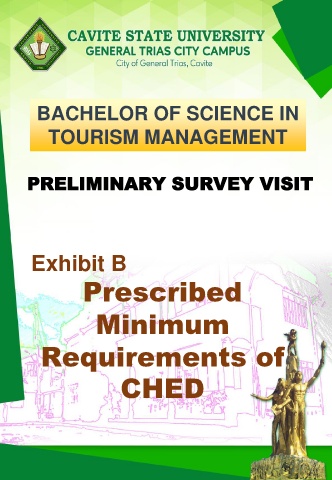 CAVITE STATE UNIVERSITY
GENERAL TRIAS CITY CAMPUS
City of General Trias, Cavite
BACHELOR OF SCIENCE IN
TOURISM MANAGEMENT
PRELIMINARY SURVEY VISIT
Exhibit B
Prescribed
Minimum
Requirements of
CHED